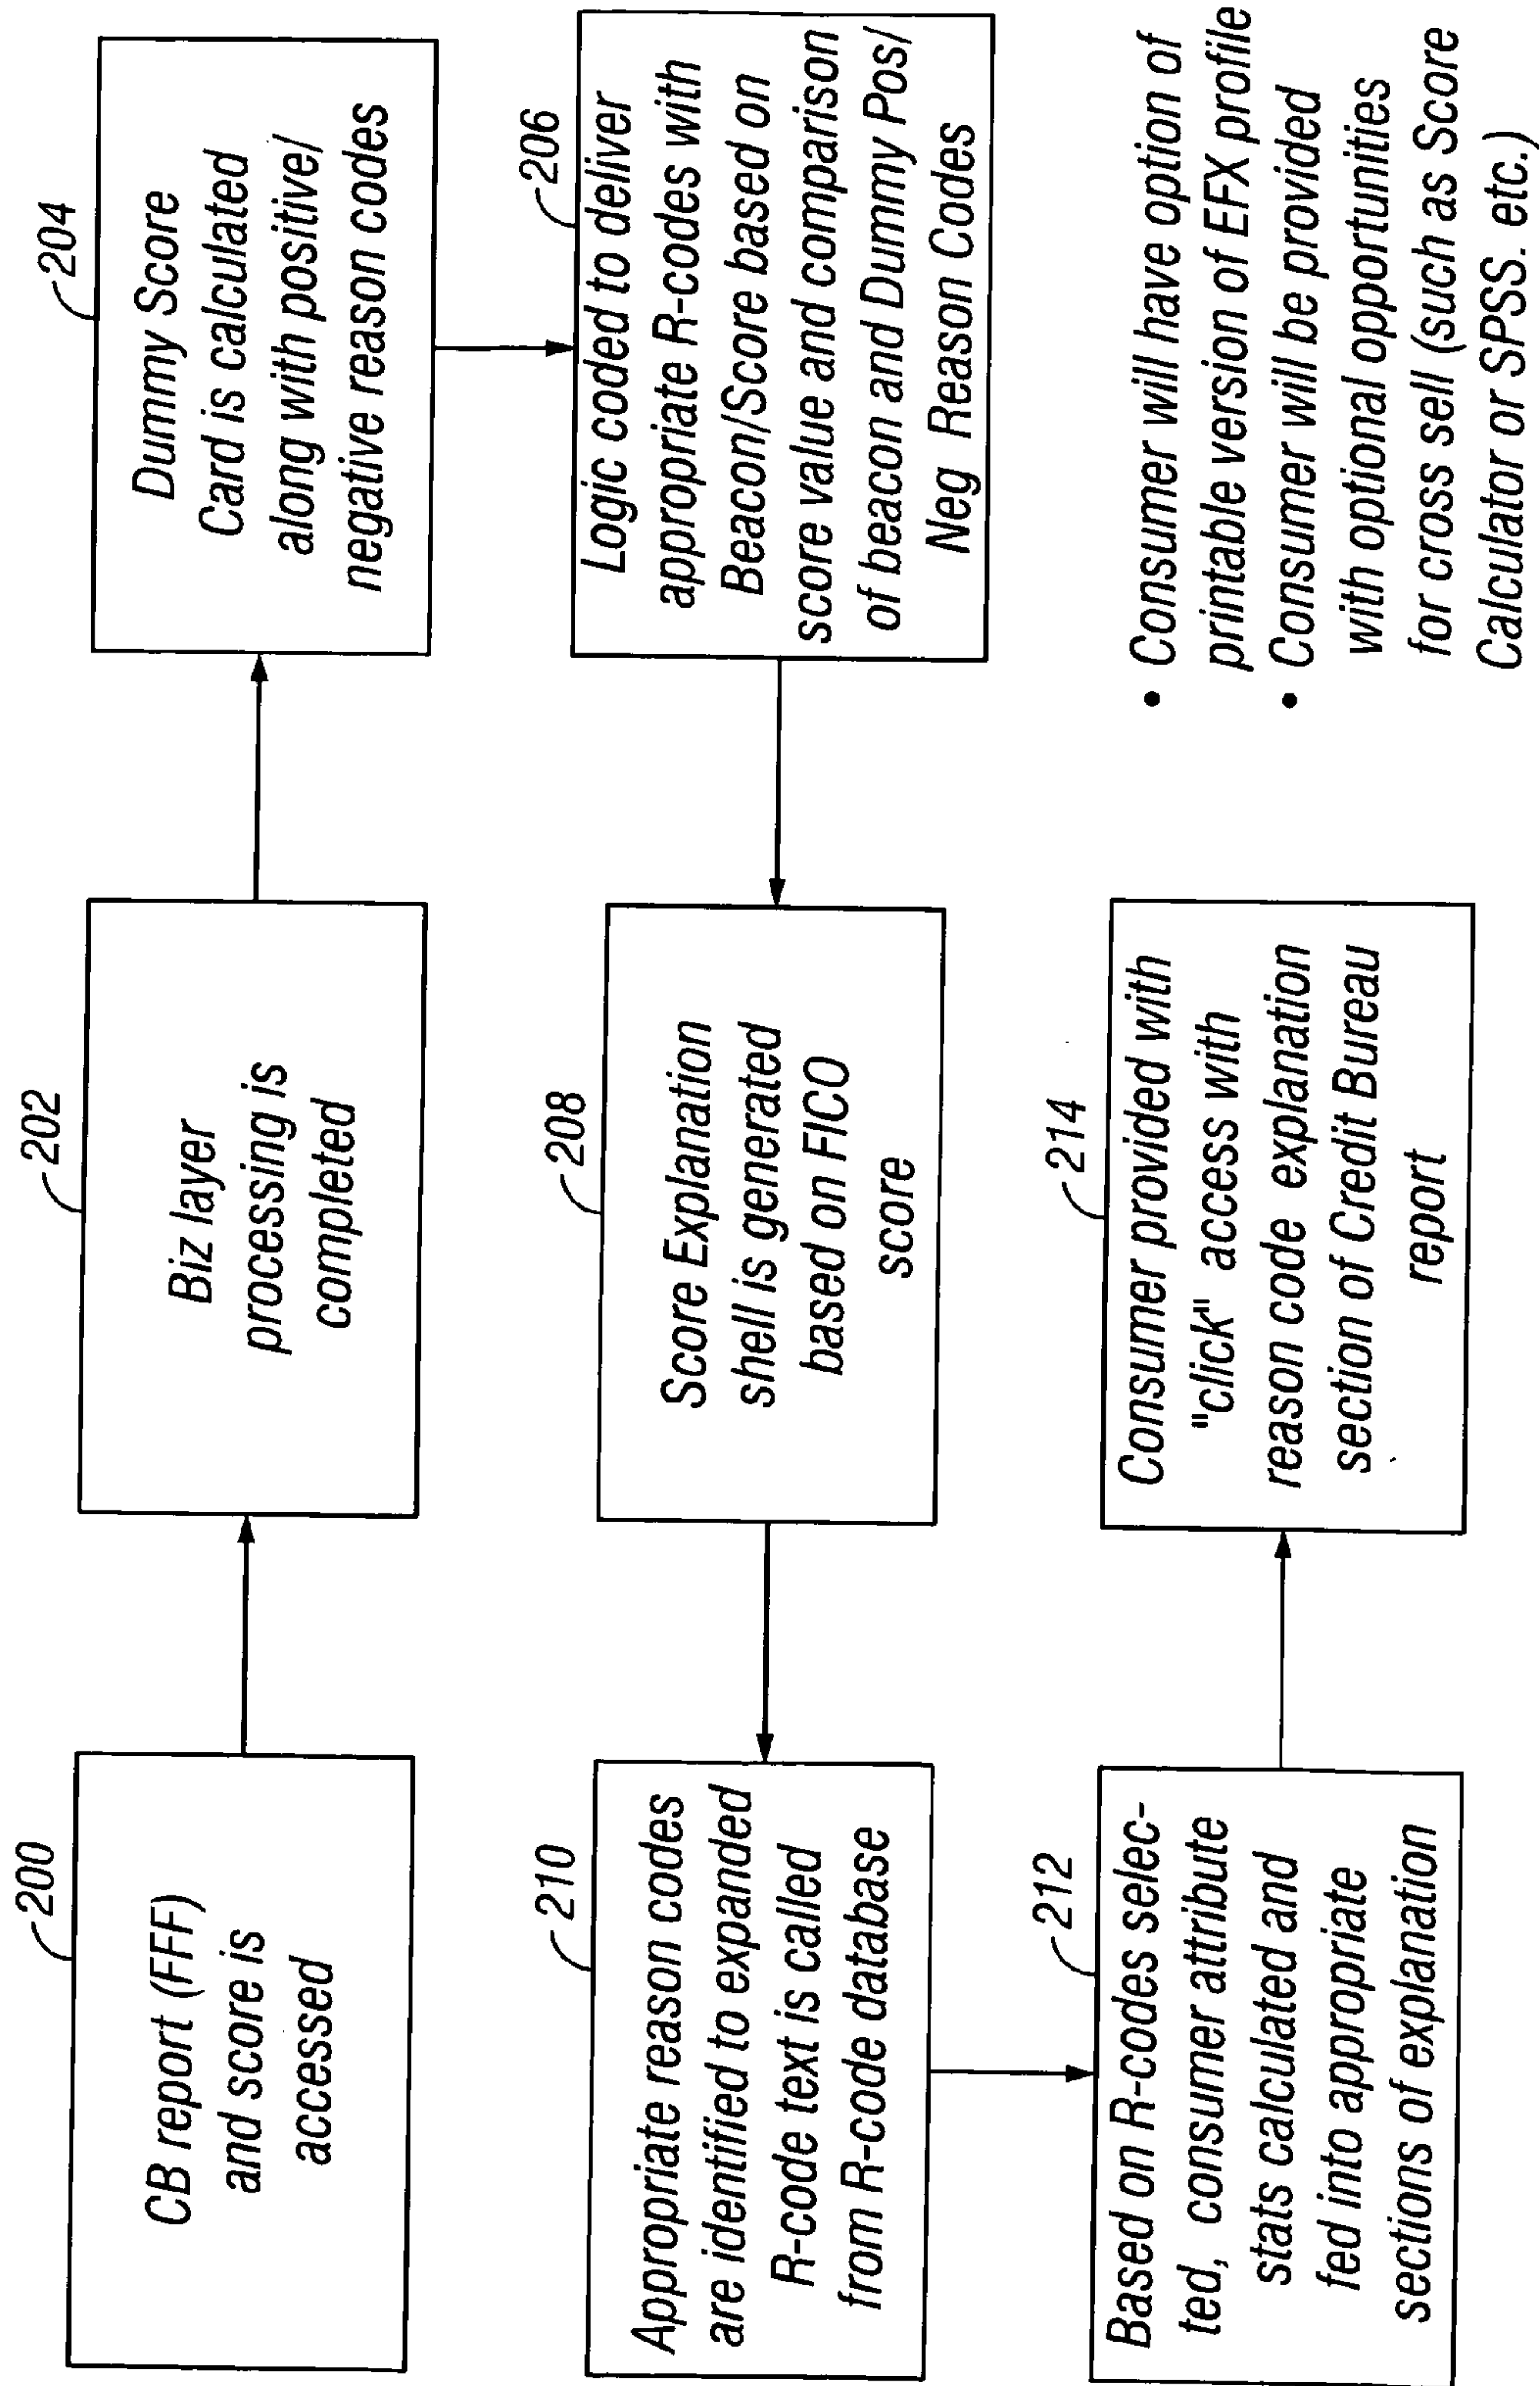 200
CB report (FFF)
and score is
accessed
202
Biz layer
processing is
completed
204
Dummy Score
Card is calculated
along with positive/
negative reason codes
206
Logic coded to deliver
appropriate R-codes with
Beacon/Score based on
score value and comparison
of beacon and Dummy Pos/
Neg Reason Codes
208
Score Explanation
shell is generated
based on FICO
score
210
Appropriate reason codes
are identified to expanded
R-code text is called
from R-code database
212
Based on R-codes selec-
ted, consumer attribute
stats calculated and
fed into appropriate
sections of explanation
214
Consumer provided with
"click" access with
reason code explanation
section of Credit Bureau
report
• Consumer will have option of
printable version of EFX profile
• Consumer will be provided
with optional opportunities
for cross sell (such as Score
Calculator or SPSS. etc.)